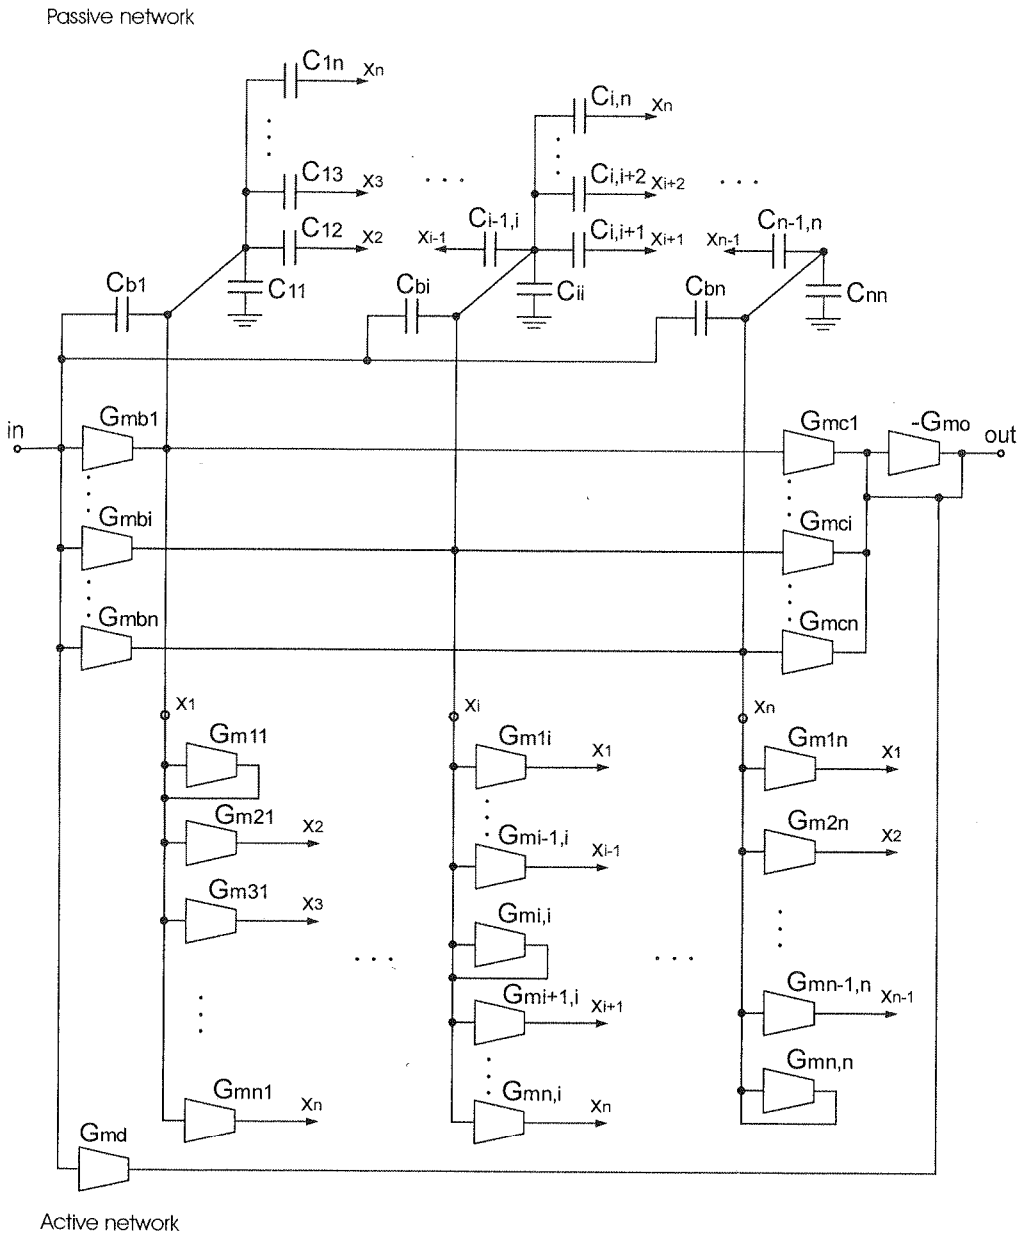 Passive network
C1n Xn
Ci,n Xn
C13 X3
Ci,i+2 Xi+2
C12 X2
Xi-1 Ci-1,i Ci,i+1 Xi+1
Xn-1 Cn-1,n
Cb1 C11
Cbi Cii
Cbn Cnn
in Gmb1 Gmc1 -Gmo out
Gmbi Gmci
Gmbn Gmcn
X1 Xi Xn
Gm11 Gm1i X1 Gm1n X1
Gm21 X2 Gmi-1,i Xi-1 Gm2n X2
Gm31 X3 Gmi,i
Gmi+1,i Xi+1 Gmn-1,n Xn-1
Gmn,n
Gmn1 Xn Gmn,i Xn
Gmd
Active network